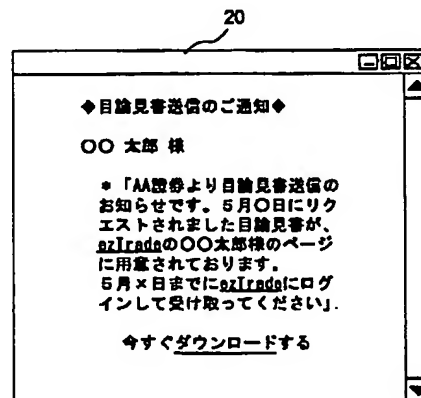 20
◆目論見書送信のご通知◆
〇〇 太郎 様
* 「AA證券より目論見書送信の
お知らせです。5月〇日にリク
エストされました目論見書が、
ezTradeの〇〇太郎様のページ
に用意されております。
5月×日までにezTradeにログ
インして受け取ってください」.
今すぐダウンロードする